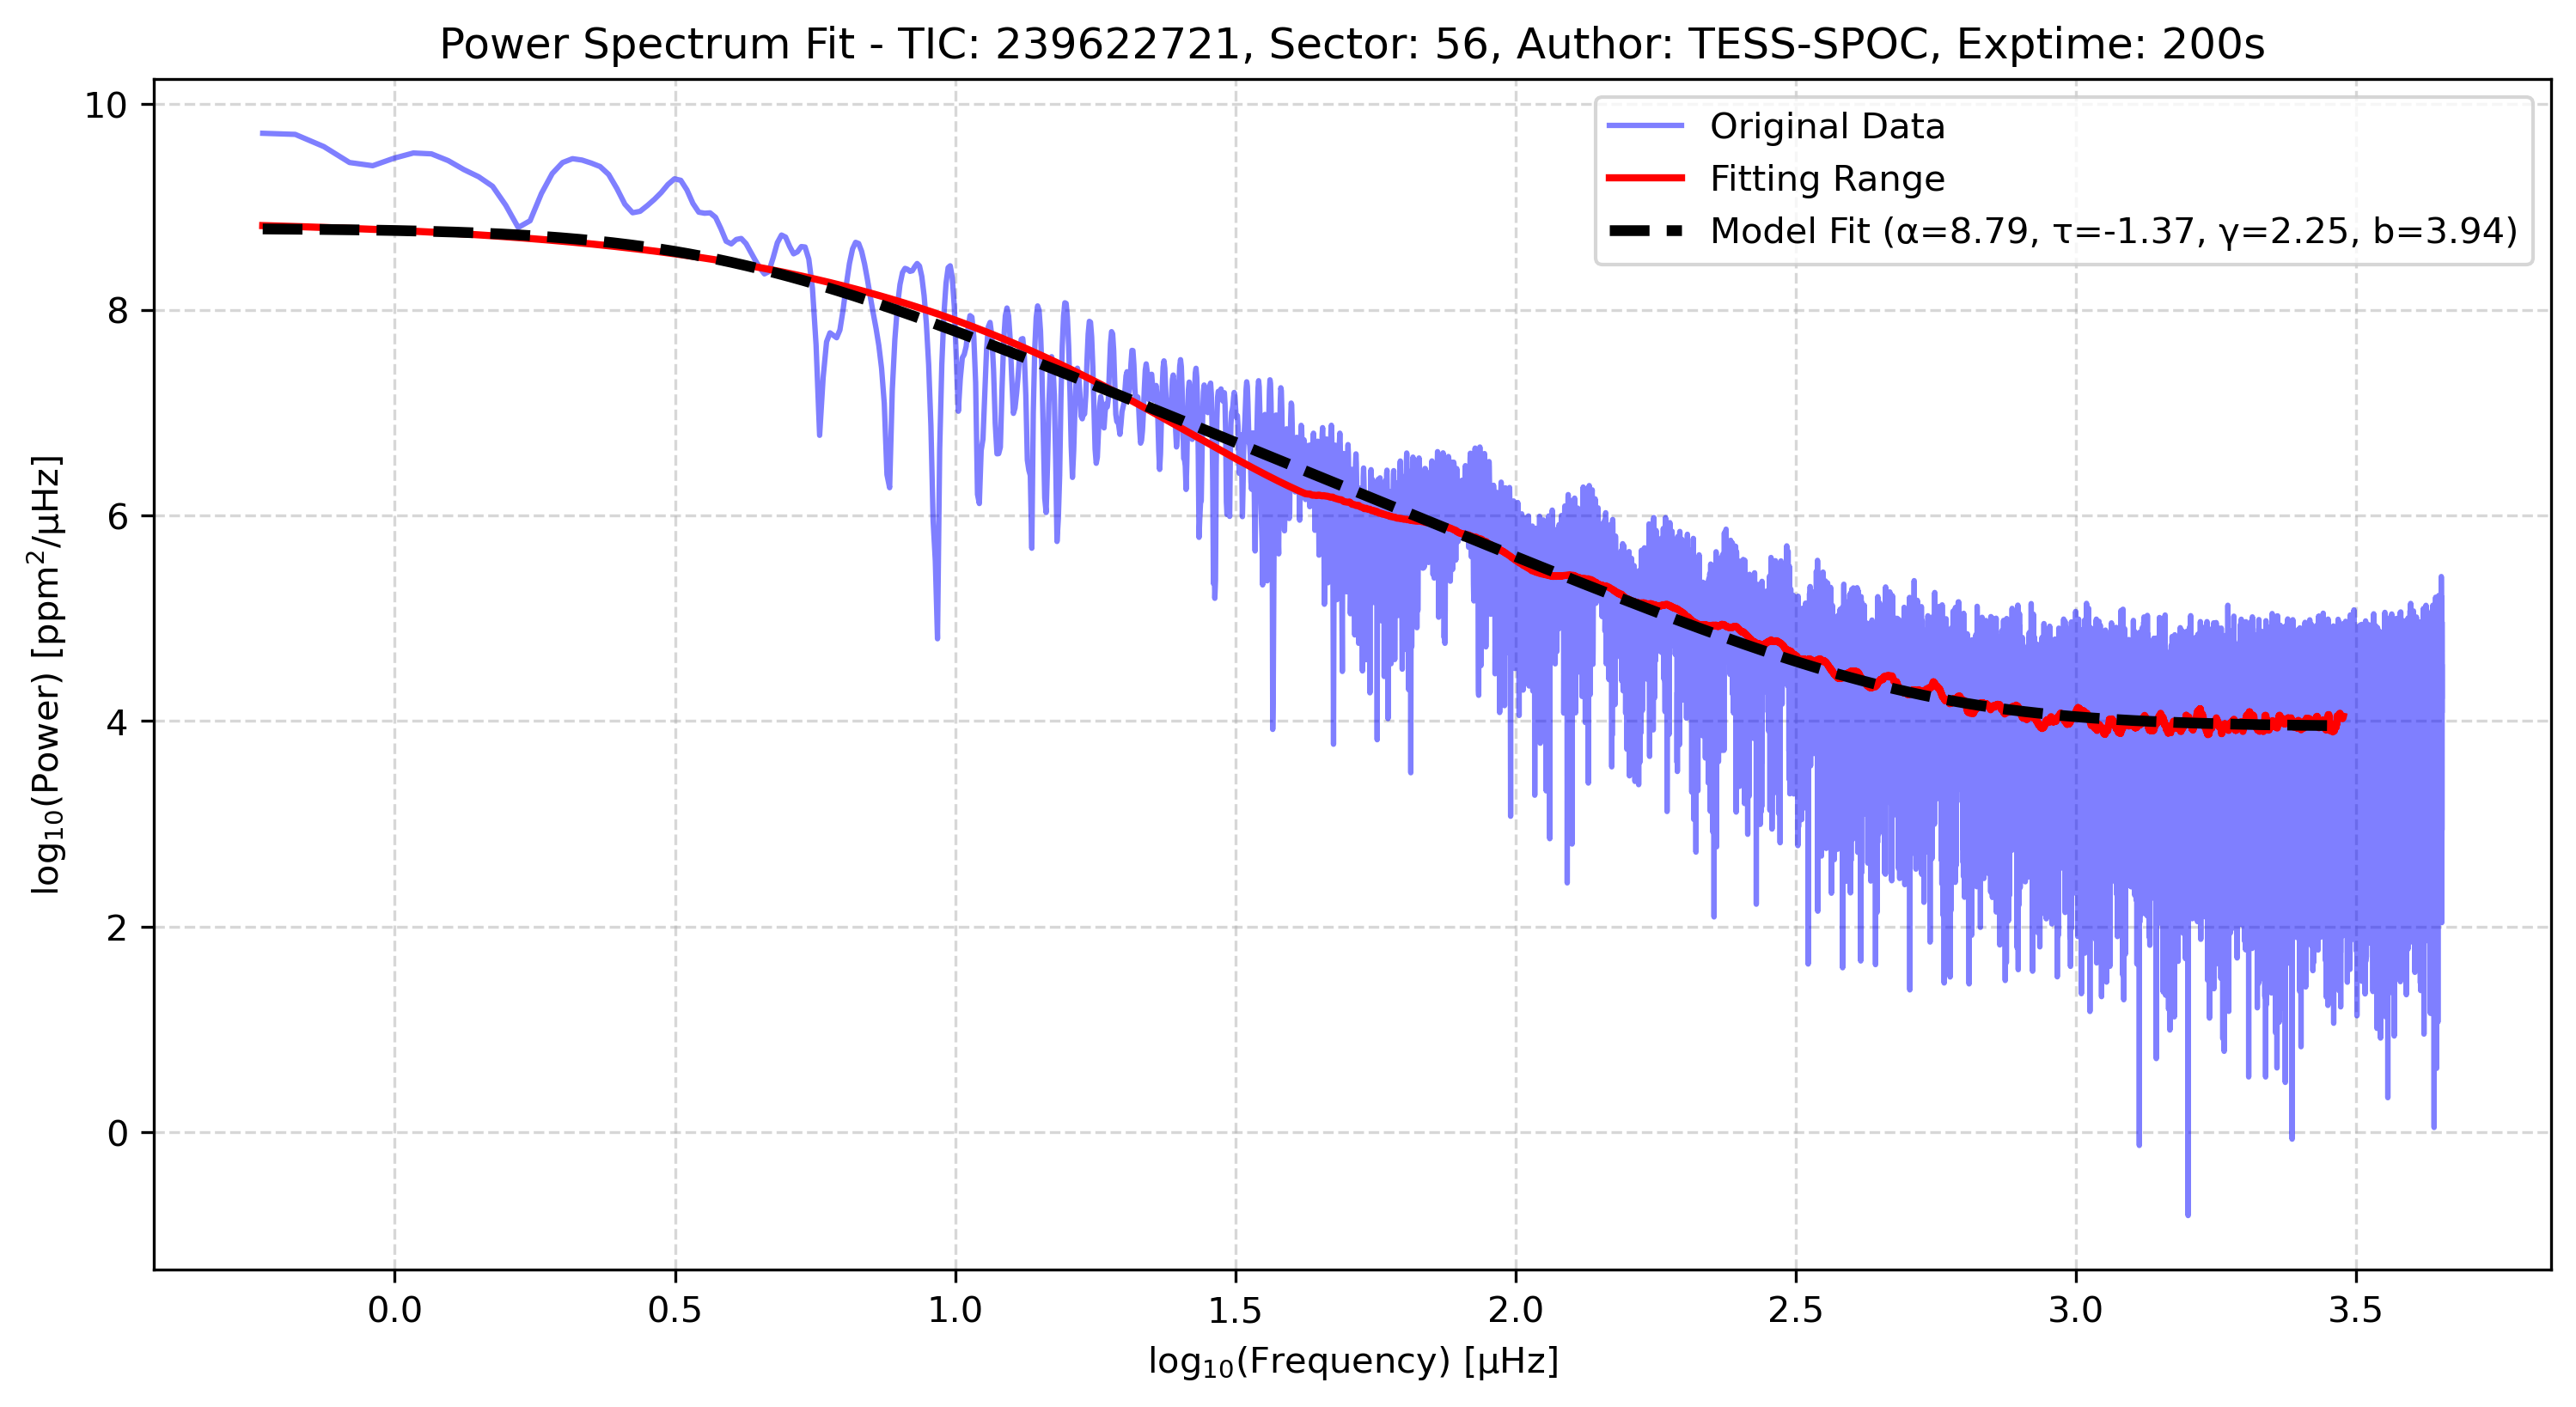 Power Spectrum Fit - TIC: 239622721, Sector: 56, Author: TESS-SPOC, Exptime: 200s
Original Data
Fitting Range
Model Fit (α=8.79, τ=-1.37, γ=2.25, b=3.94)
log₁₀(Power) [ppm²/μHz]
10
8
6
4
2
0
0.0 0.5 1.0 1.5 2.0 2.5 3.0 3.5
log₁₀(Frequency) [μHz]